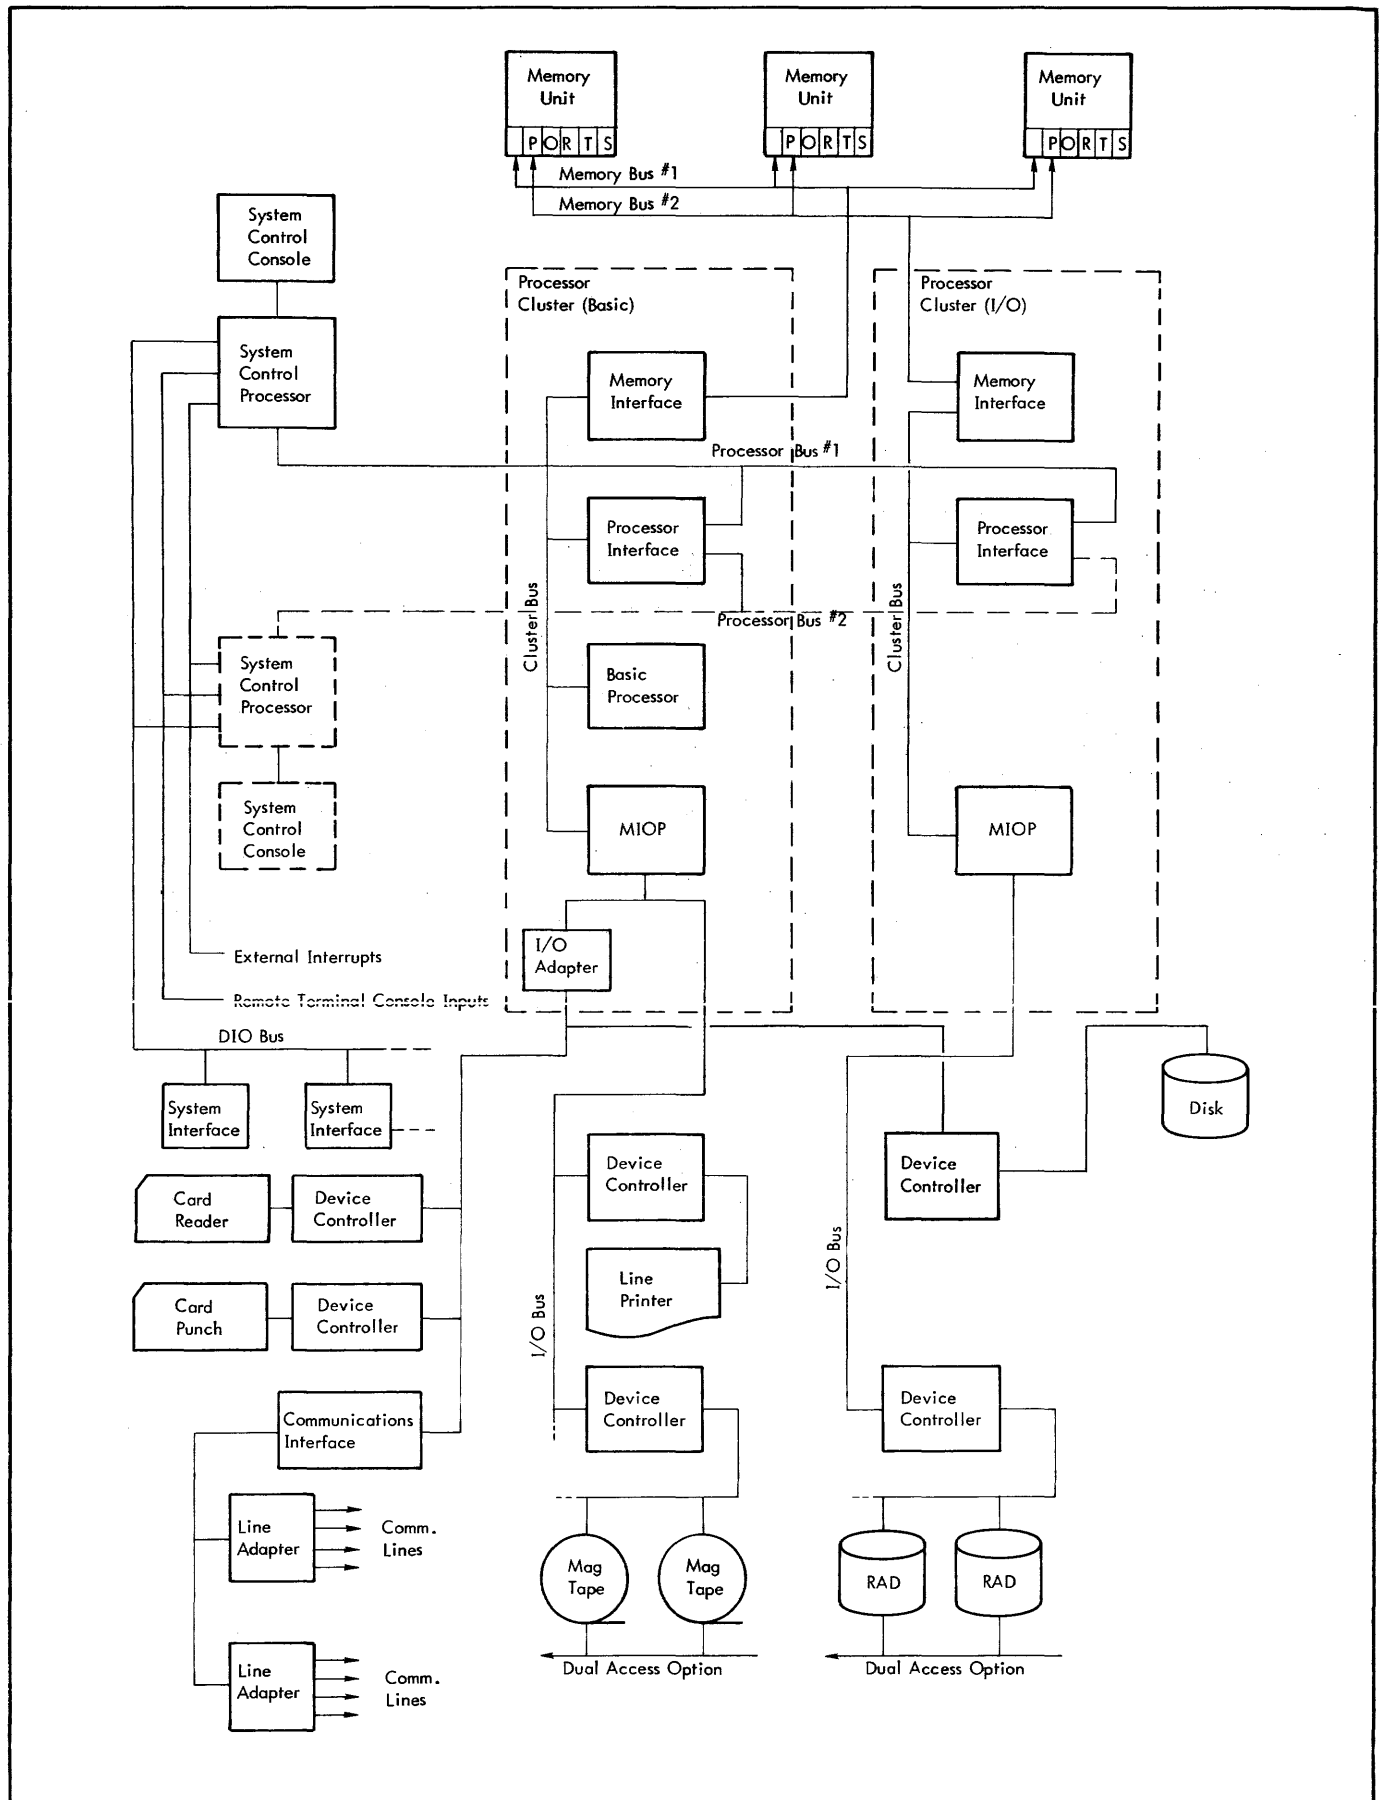 Memory
Unit
PORTS
Memory
Unit
PORTS
Memory
Unit
PORTS
Memory Bus #1
Memory Bus #2
System
Control
Console
Processor
Cluster (Basic)
Processor
Cluster (I/O)
System
Control
Processor
Memory
Interface
Memory
Interface
Processor Bus #1
Processor
Interface
Processor
Interface
Cluster Bus
Cluster Bus
Processor Bus #2
System
Control
Processor
Basic
Processor
System
Control
Console
MIOP
MIOP
I/O
Adapter
External Interrupts
Remote Terminal Console Inputs
DIO Bus
System
Interface
System
Interface
Disk
Device
Controller
Device
Controller
Card
Reader
Device
Controller
I/O Bus
Line
Printer
Card
Punch
Device
Controller
I/O Bus
Device
Controller
Device
Controller
Communications
Interface
Line
Adapter
Comm.
Lines
Mag
Tape
Mag
Tape
RAD
RAD
Dual Access Option
Dual Access Option
Line
Adapter
Comm.
Lines